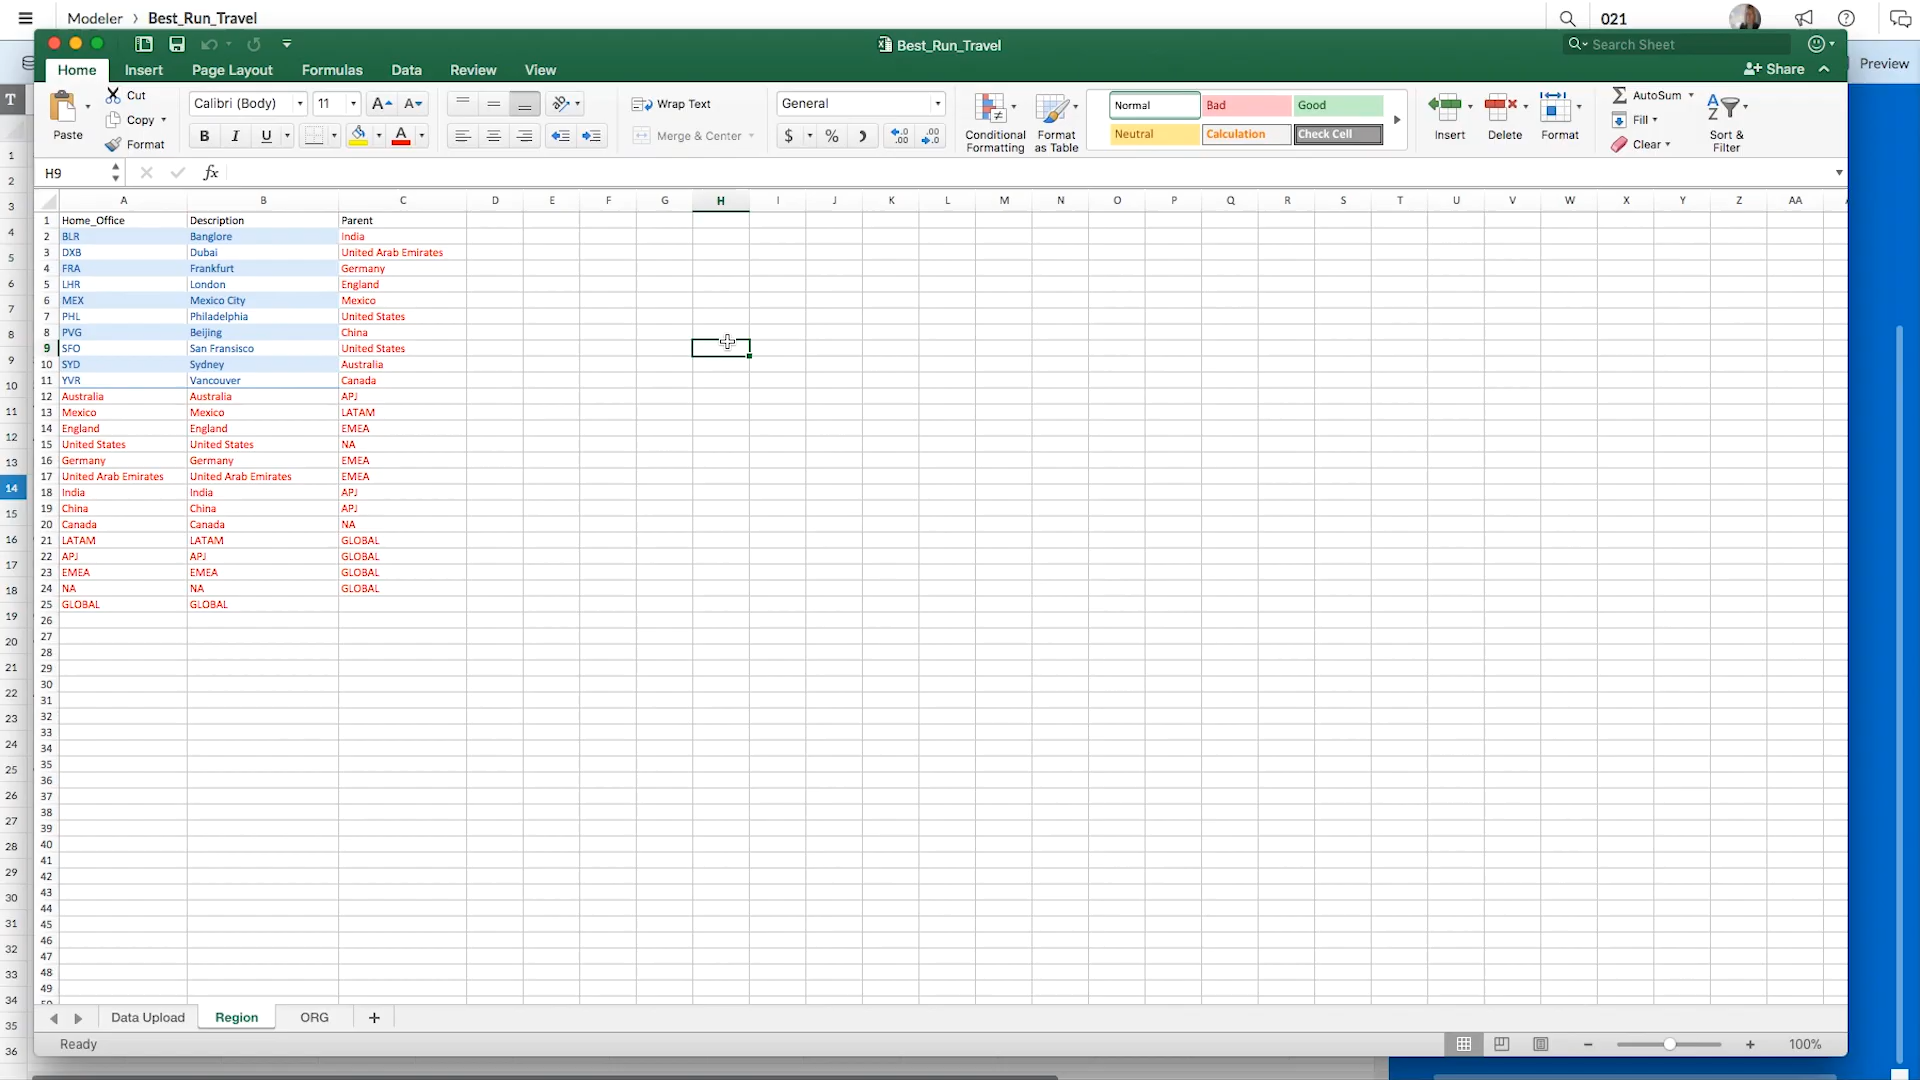 Modeler > Best_Run_Travel
021
Preview
Best_Run_Travel
Search Sheet
Home Insert Page Layout Formulas Data Review View
Share
Paste
Cut
Copy
Format
Calibri (Body) 11
B I U
Wrap Text
Merge & Center
General
$ %
Conditional Formatting
Format as Table
Normal Bad Good
Neutral Calculation Check Cell
Insert Delete Format
AutoSum
Fill
Clear
Sort & Filter
H9 fx
A B C D E F G H I J K L M N O P Q R S T U V W X Y Z AA
1 Home_Office Description Parent
2 BLR Banglore India
3 DXB Dubai United Arab Emirates
4 FRA Frankfurt Germany
5 LHR London England
6 MEX Mexico City Mexico
7 PHL Philadelphia United States
8 PVG Beijing China
9 SFO San Fransisco United States
10 SYD Sydney Australia
11 YVR Vancouver Canada
12 Australia Australia APJ
13 Mexico Mexico LATAM
14 England England EMEA
15 United States United States NA
16 Germany Germany EMEA
17 United Arab Emirates United Arab Emirates EMEA
18 India India APJ
19 China China APJ
20 Canada Canada NA
21 LATAM LATAM GLOBAL
22 APJ APJ GLOBAL
23 EMEA EMEA GLOBAL
24 NA NA GLOBAL
25 GLOBAL GLOBAL
26
27
28
29
30
31
32
33
34
35
36
37
38
39
40
41
42
43
44
45
46
47
48
49
Data Upload Region ORG +
Ready
100%
T
1
2
3
4
5
6
7
8
9
10
11
12
13
14
15
16
17
18
19
20
21
22
23
24
25
26
27
28
29
30
31
32
33
34
35
36